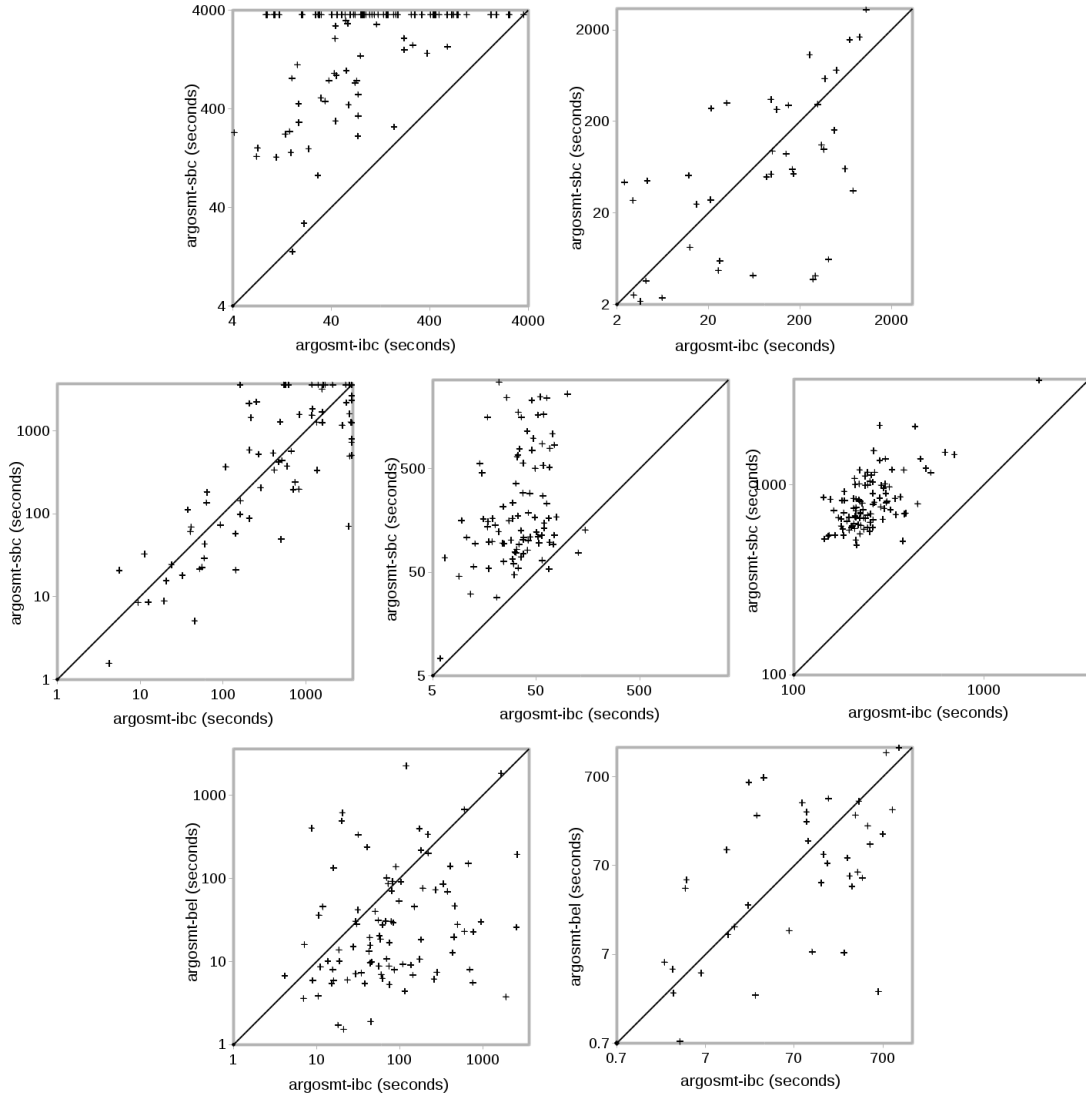 4000
400
40
4
argosmt-sbc (seconds)
4 40 400 4000
argosmt-ibc (seconds)
2000
200
20
2
argosmt-sbc (seconds)
2 20 200 2000
argosmt-ibc (seconds)
1000
100
10
1
argosmt-sbc (seconds)
1 10 100 1000
argosmt-ibc (seconds)
500
50
5
argosmt-sbc (seconds)
5 50 500
argosmt-ibc (seconds)
1000
100
argosmt-sbc (seconds)
100 1000
argosmt-ibc (seconds)
1000
100
10
1
argosmt-bel (seconds)
1 10 100 1000
argosmt-ibc (seconds)
700
70
7
0.7
argosmt-bel (seconds)
0.7 7 70 700
argosmt-ibc (seconds)